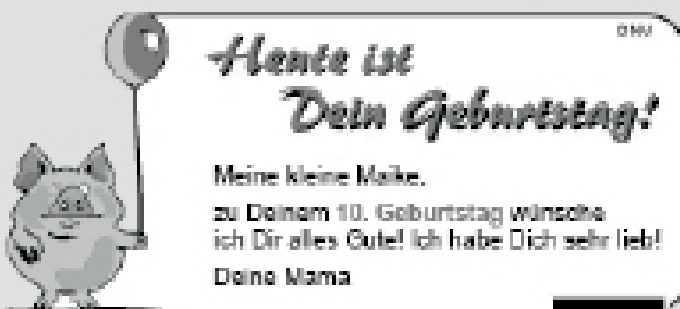 Heute ist
Dein Geburtstag!
Meine kleine Maike,
zu Deinem 10. Geburtstag wünsche
ich Dir alles Gute! Ich habe Dich sehr lieb!
Deine Mama